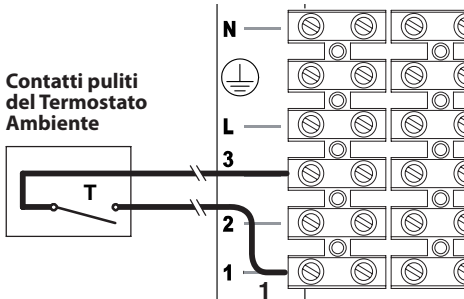 N
Contatti puliti
del Termostato
Ambiente
L
3
T
2
1
1